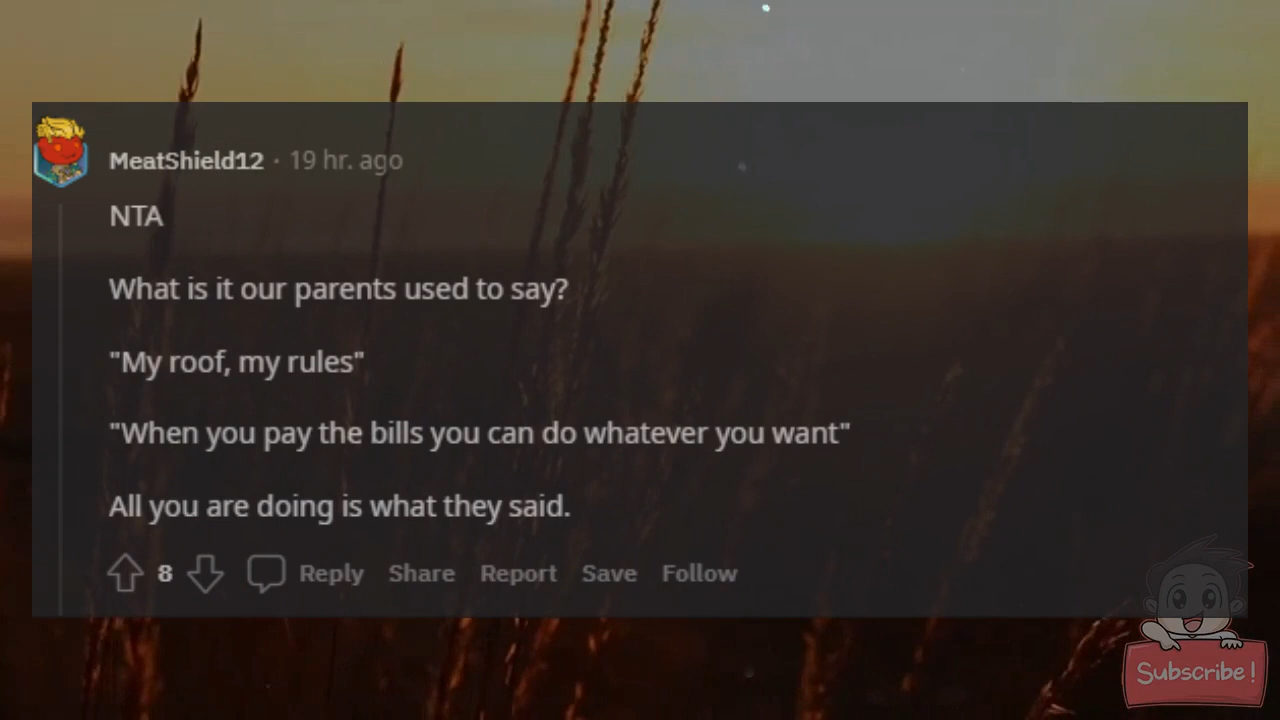 MeatShield12 · 19 hr. ago
NTA
What is it our parents used to say?
"My roof, my rules"
"When you pay the bills you can do whatever you want"
All you are doing is what they said.
8 Reply Share Report Save Follow
Subscribe!